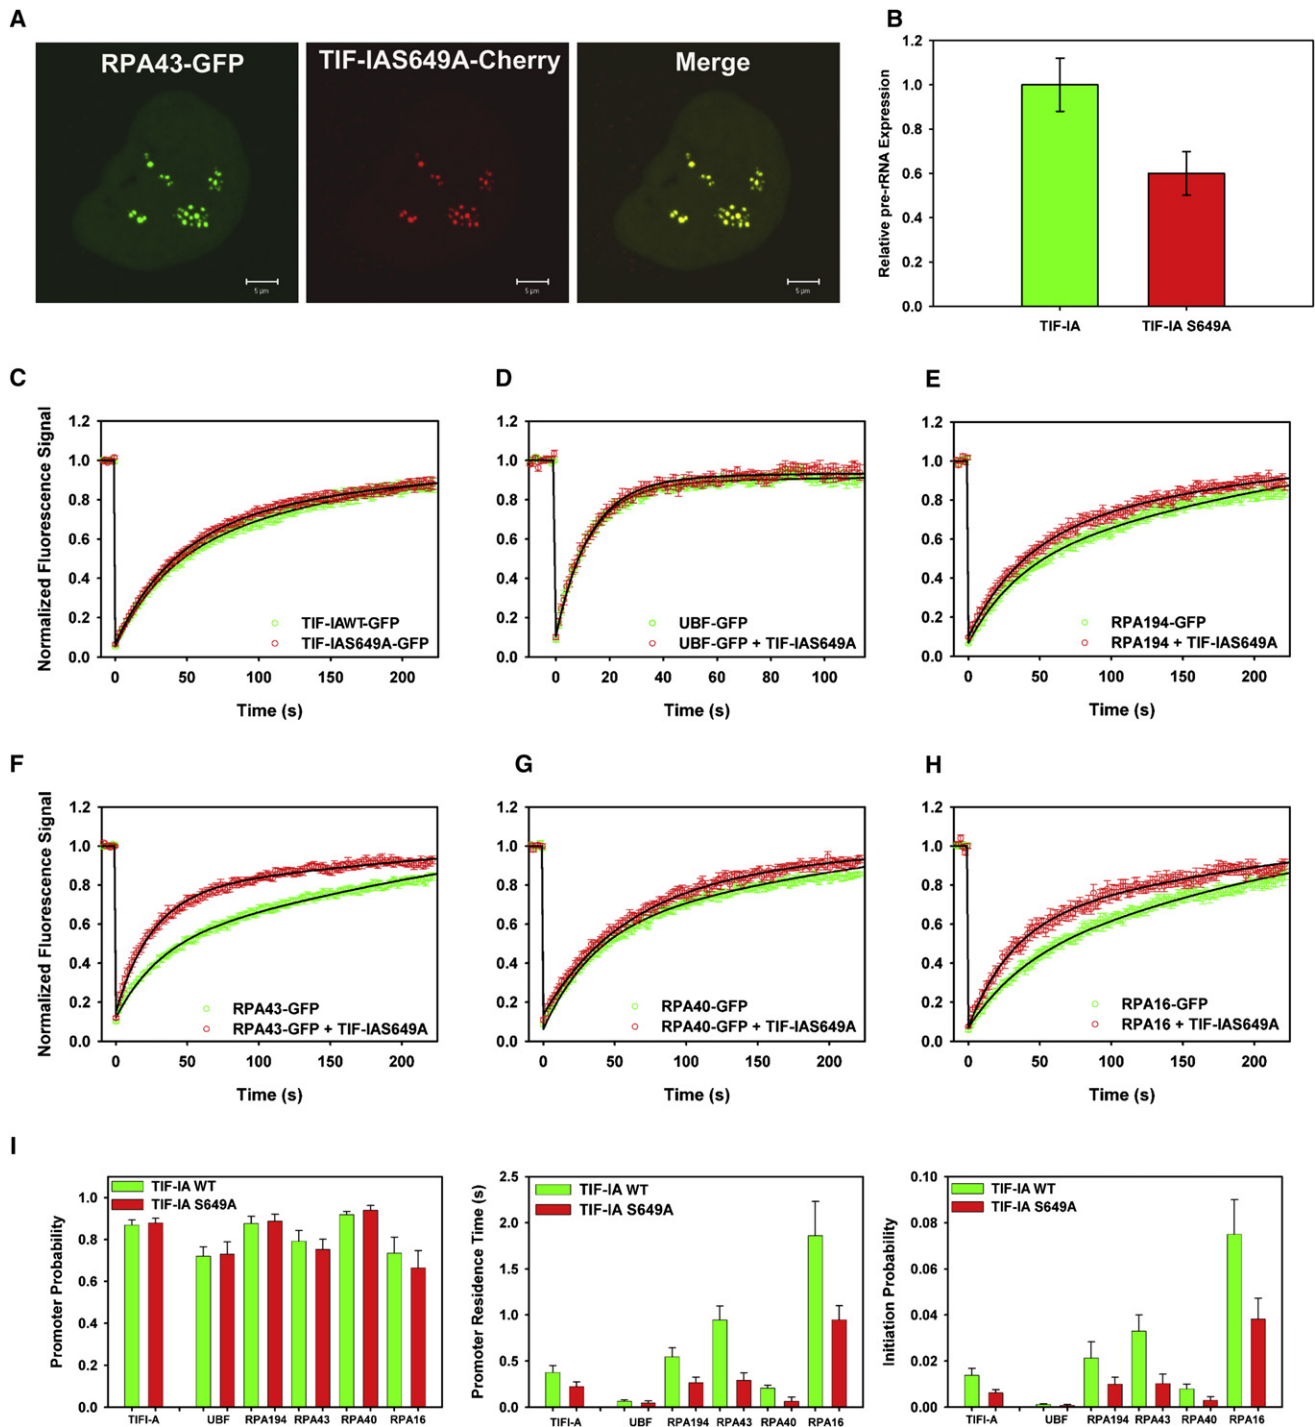 A
RPA43-GFP
TIF-IAS649A-Cherry
Merge
5 µm
5 µm
5 µm
B
Relative pre-rRNA Expression
1.2
1.0
0.8
0.6
0.4
0.2
0.0
TIF-IA
TIF-IA S649A
C
Normalized Fluorescence Signal
1.2
1.0
0.8
0.6
0.4
0.2
0.0
TIF-IAWT-GFP
TIF-IAS649A-GFP
0 50 100 150 200
Time (s)
D
1.2
1.0
0.8
0.6
0.4
0.2
0.0
UBF-GFP
UBF-GFP + TIF-IAS649A
0 20 40 60 80 100
Time (s)
E
1.2
1.0
0.8
0.6
0.4
0.2
0.0
RPA194-GFP
RPA194 + TIF-IAS649A
0 50 100 150 200
Time (s)
F
Normalized Fluorescence Signal
1.2
1.0
0.8
0.6
0.4
0.2
0.0
RPA43-GFP
RPA43-GFP + TIF-IAS649A
0 50 100 150 200
Time (s)
G
1.2
1.0
0.8
0.6
0.4
0.2
0.0
RPA40-GFP
RPA40-GFP + TIF-IAS649A
0 50 100 150 200
Time (s)
H
1.2
1.0
0.8
0.6
0.4
0.2
0.0
RPA16-GFP
RPA16 + TIF-IAS649A
0 50 100 150 200
Time (s)
I
Promoter Probability
1.0
0.8
0.6
0.4
0.2
0.0
TIF-IA WT
TIF-IA S649A
TIFI-A UBF RPA194 RPA43 RPA40 RPA16
Promoter Residence Time (s)
2.5
2.0
1.5
1.0
0.5
0.0
TIF-IA WT
TIF-IA S649A
TIFI-A UBF RPA194 RPA43 RPA40 RPA16
Initiation Probability
0.10
0.08
0.06
0.04
0.02
0.00
TIF-IA WT
TIF-IA S649A
TIFI-A UBF RPA194 RPA43 RPA40 RPA16